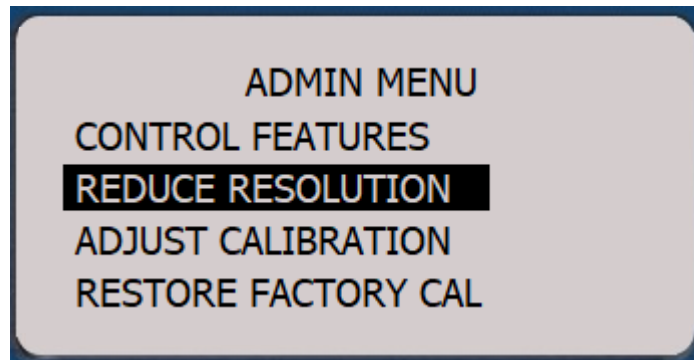 ADMIN MENU
CONTROL FEATURES
REDUCE RESOLUTION
ADJUST CALIBRATION
RESTORE FACTORY CAL